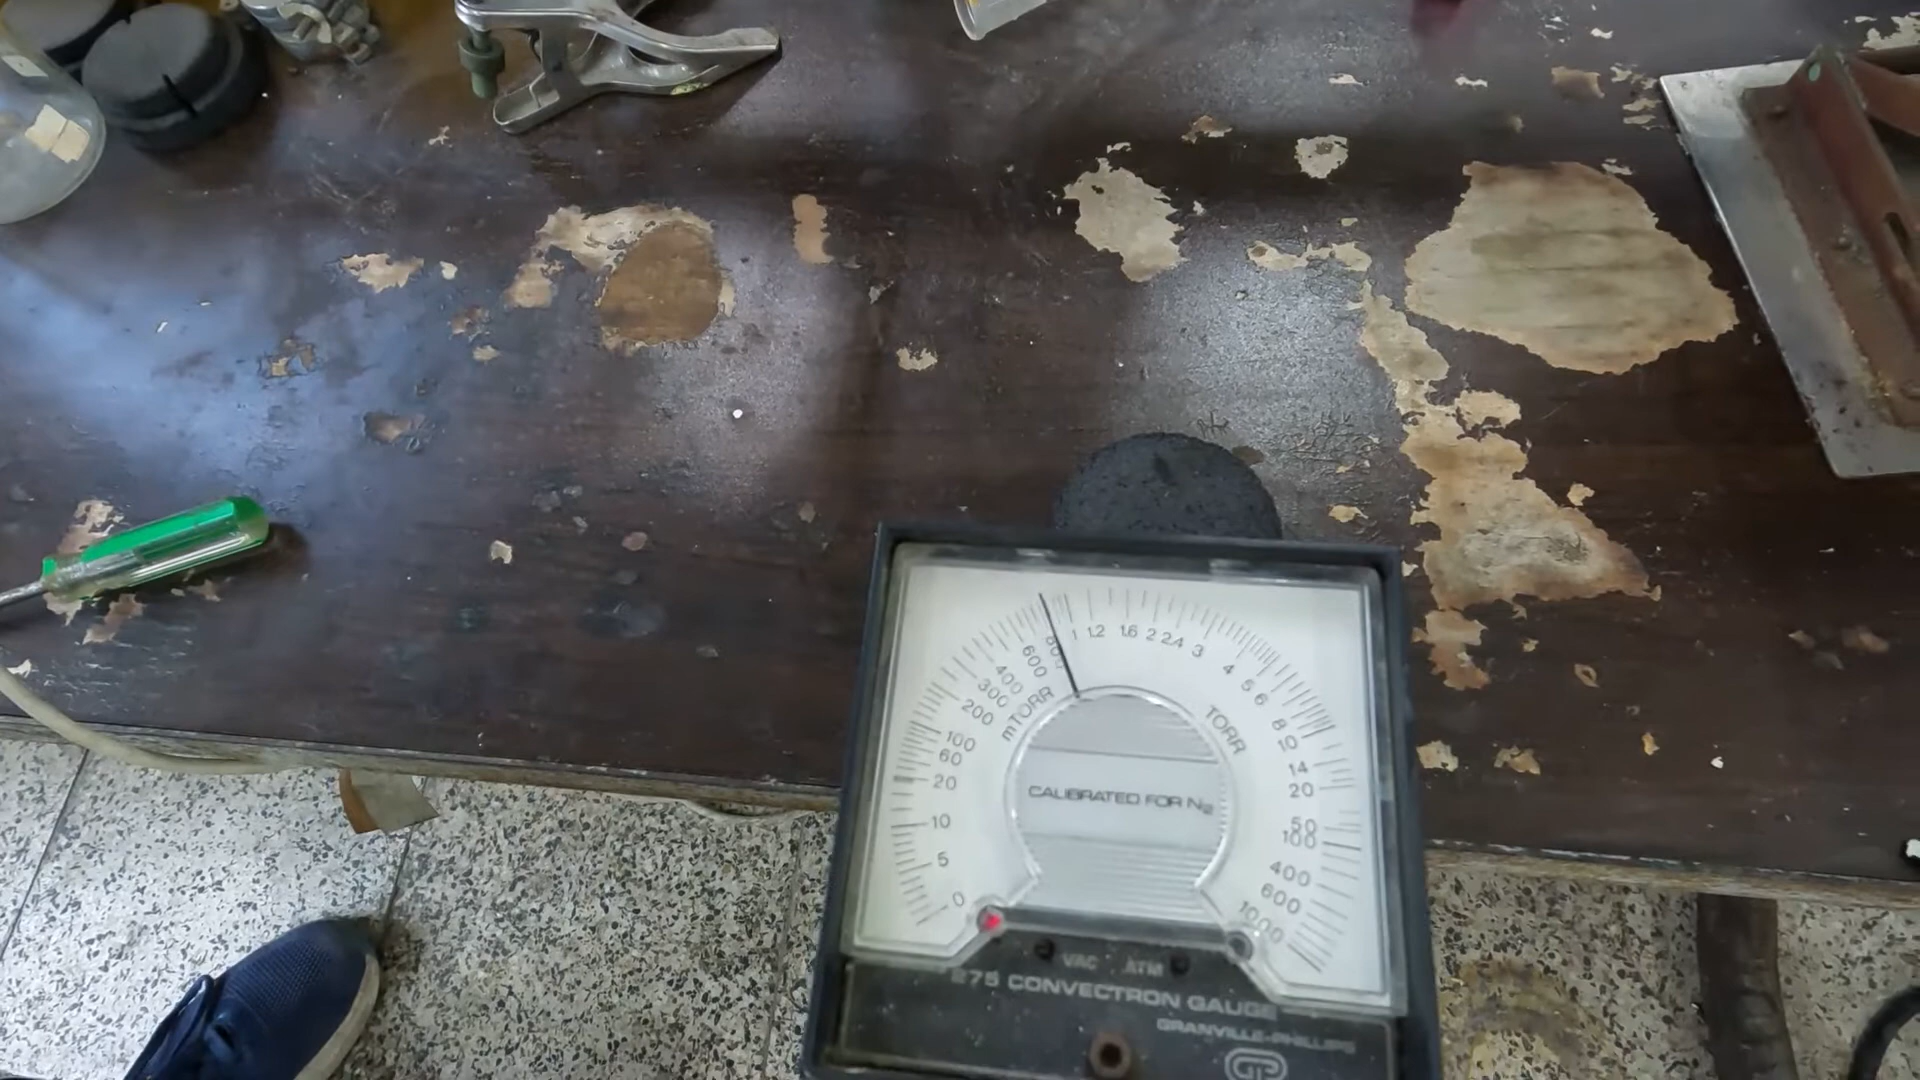 1 1.2 1.6 2 2.4 3 4 5 6 8 10 14 20 50 100 400 600 1000
600 400 300 200 100 60 20 10 5 0
mTORR
TORR
CALIBRATED FOR N2
VAC ATM
275 CONVECTRON GAUGE
GRANVILLE-PHILLIPS
GP